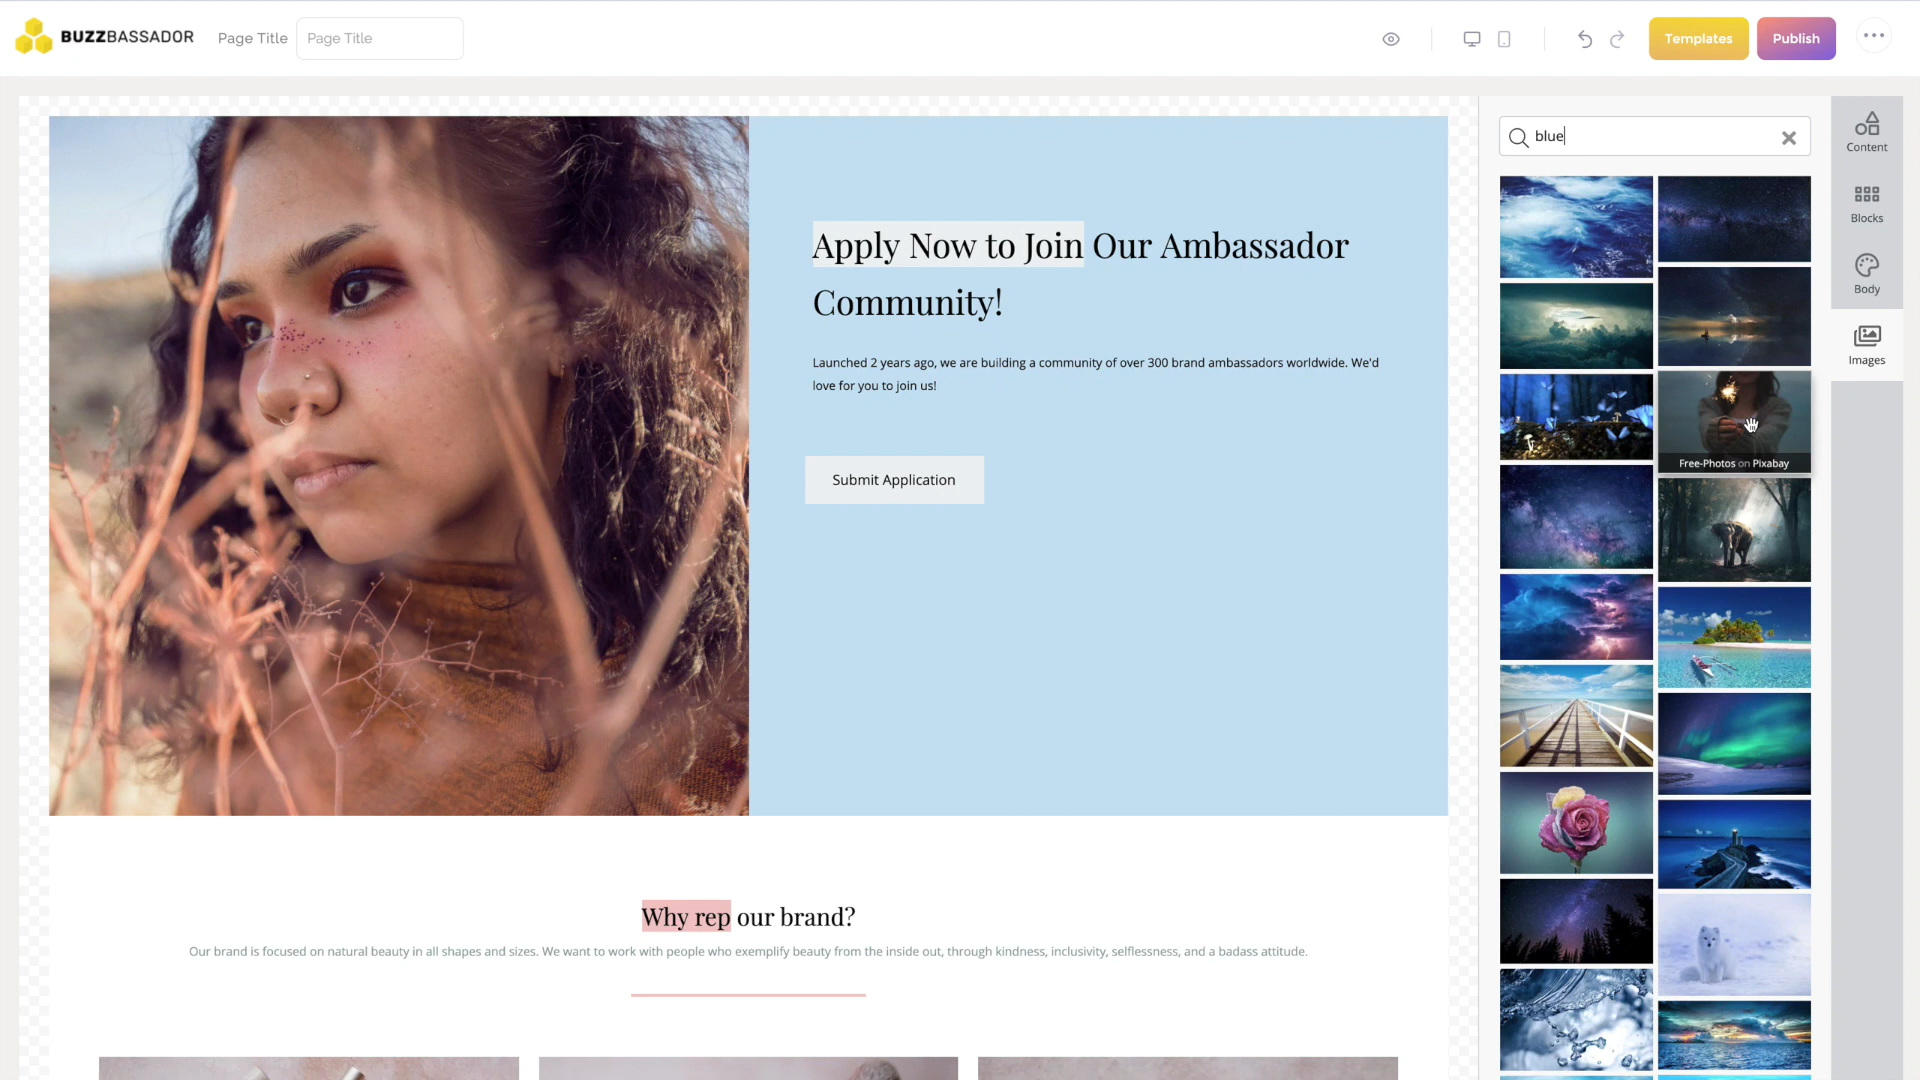 BUZZBASSADOR
Page Title
Page Title
Templates
Publish
blue
Content
Blocks
Body
Images
Free-Photos on Pixabay
Apply Now to Join Our Ambassador
Community!
Launched 2 years ago, we are building a community of over 300 brand ambassadors worldwide. We'd
love for you to join us!
Submit Application
Why rep our brand?
Our brand is focused on natural beauty in all shapes and sizes. We want to work with people who exemplify beauty from the inside out, through kindness, inclusivity, selflessness, and a badass attitude.